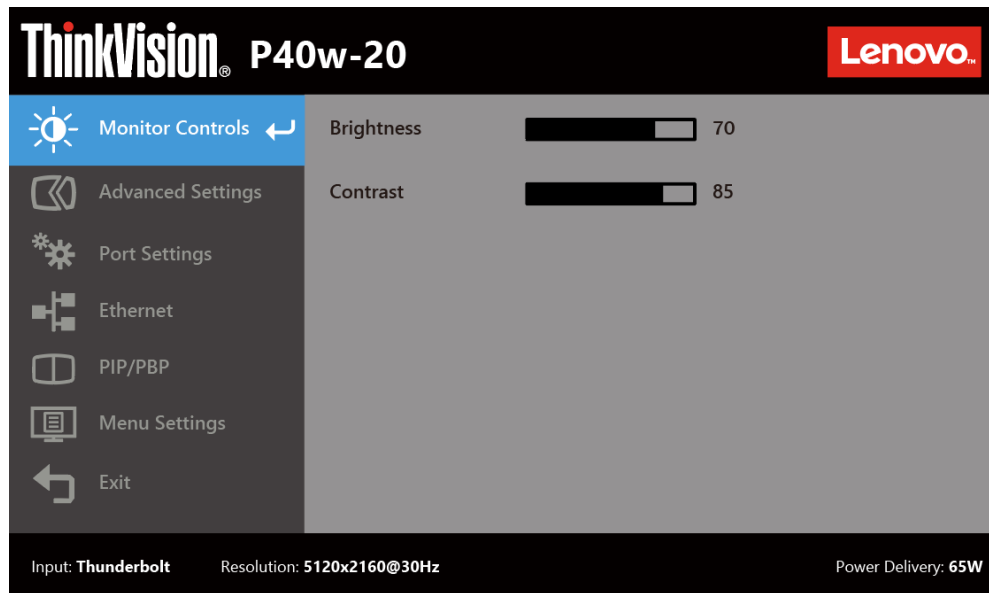 ThinkVision® P40w-20 Lenovo™
Monitor Controls Brightness 70
Advanced Settings Contrast 85
Port Settings
Ethernet
PIP/PBP
Menu Settings
Exit
Input: Thunderbolt Resolution: 5120x2160@30Hz Power Delivery: 65W